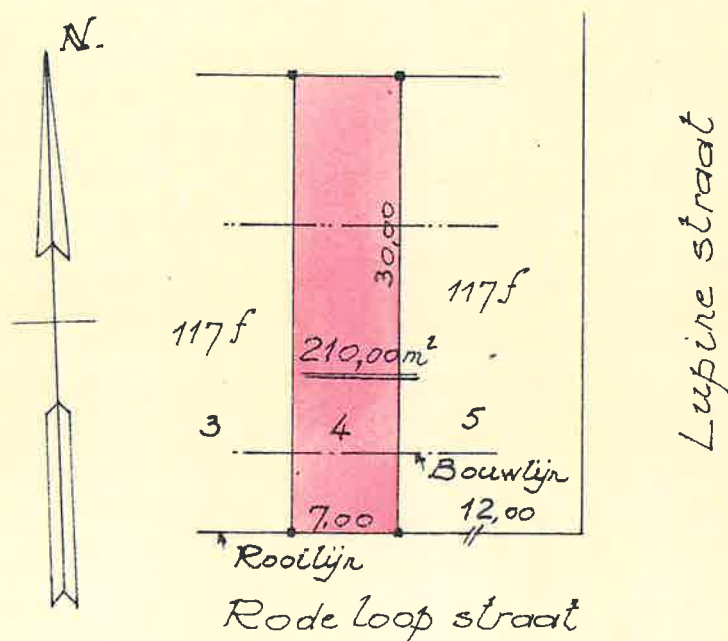 N.
Lupine straat
30,00
117f
117f
210,00m²
3
4
5
Bouwlijn
7,00
12,00
Rooilijn
Rode loop straat